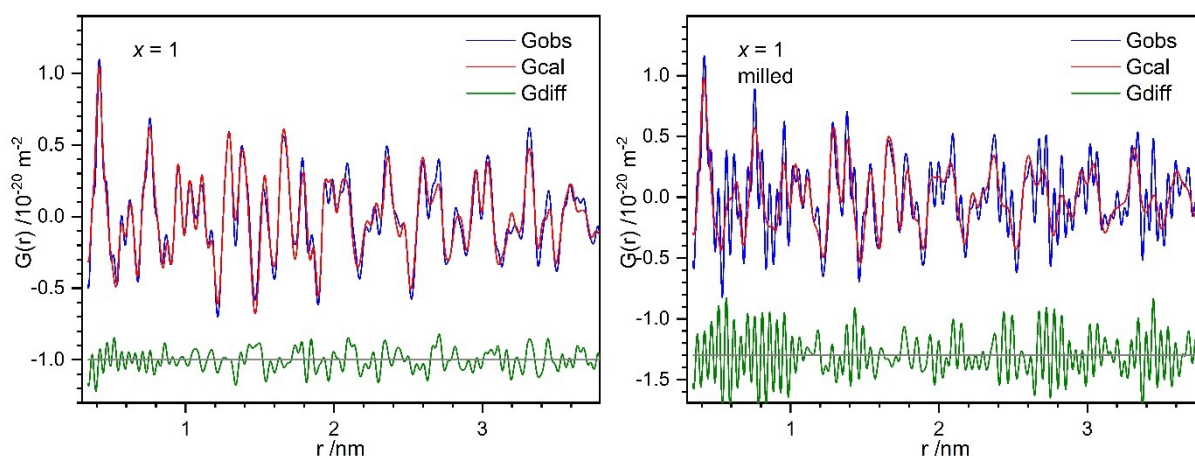 x = 1
Gobs
Gcal
Gdiff
1.0
0.5
0.0
-0.5
-1.0
G(r) /10⁻²⁰ m⁻²
1
2
3
r /nm
x = 1
milled
Gobs
Gcal
Gdiff
1.0
0.5
0.0
-0.5
-1.0
-1.5
G(r) /10⁻²⁰ m⁻²
1
2
3
r /nm